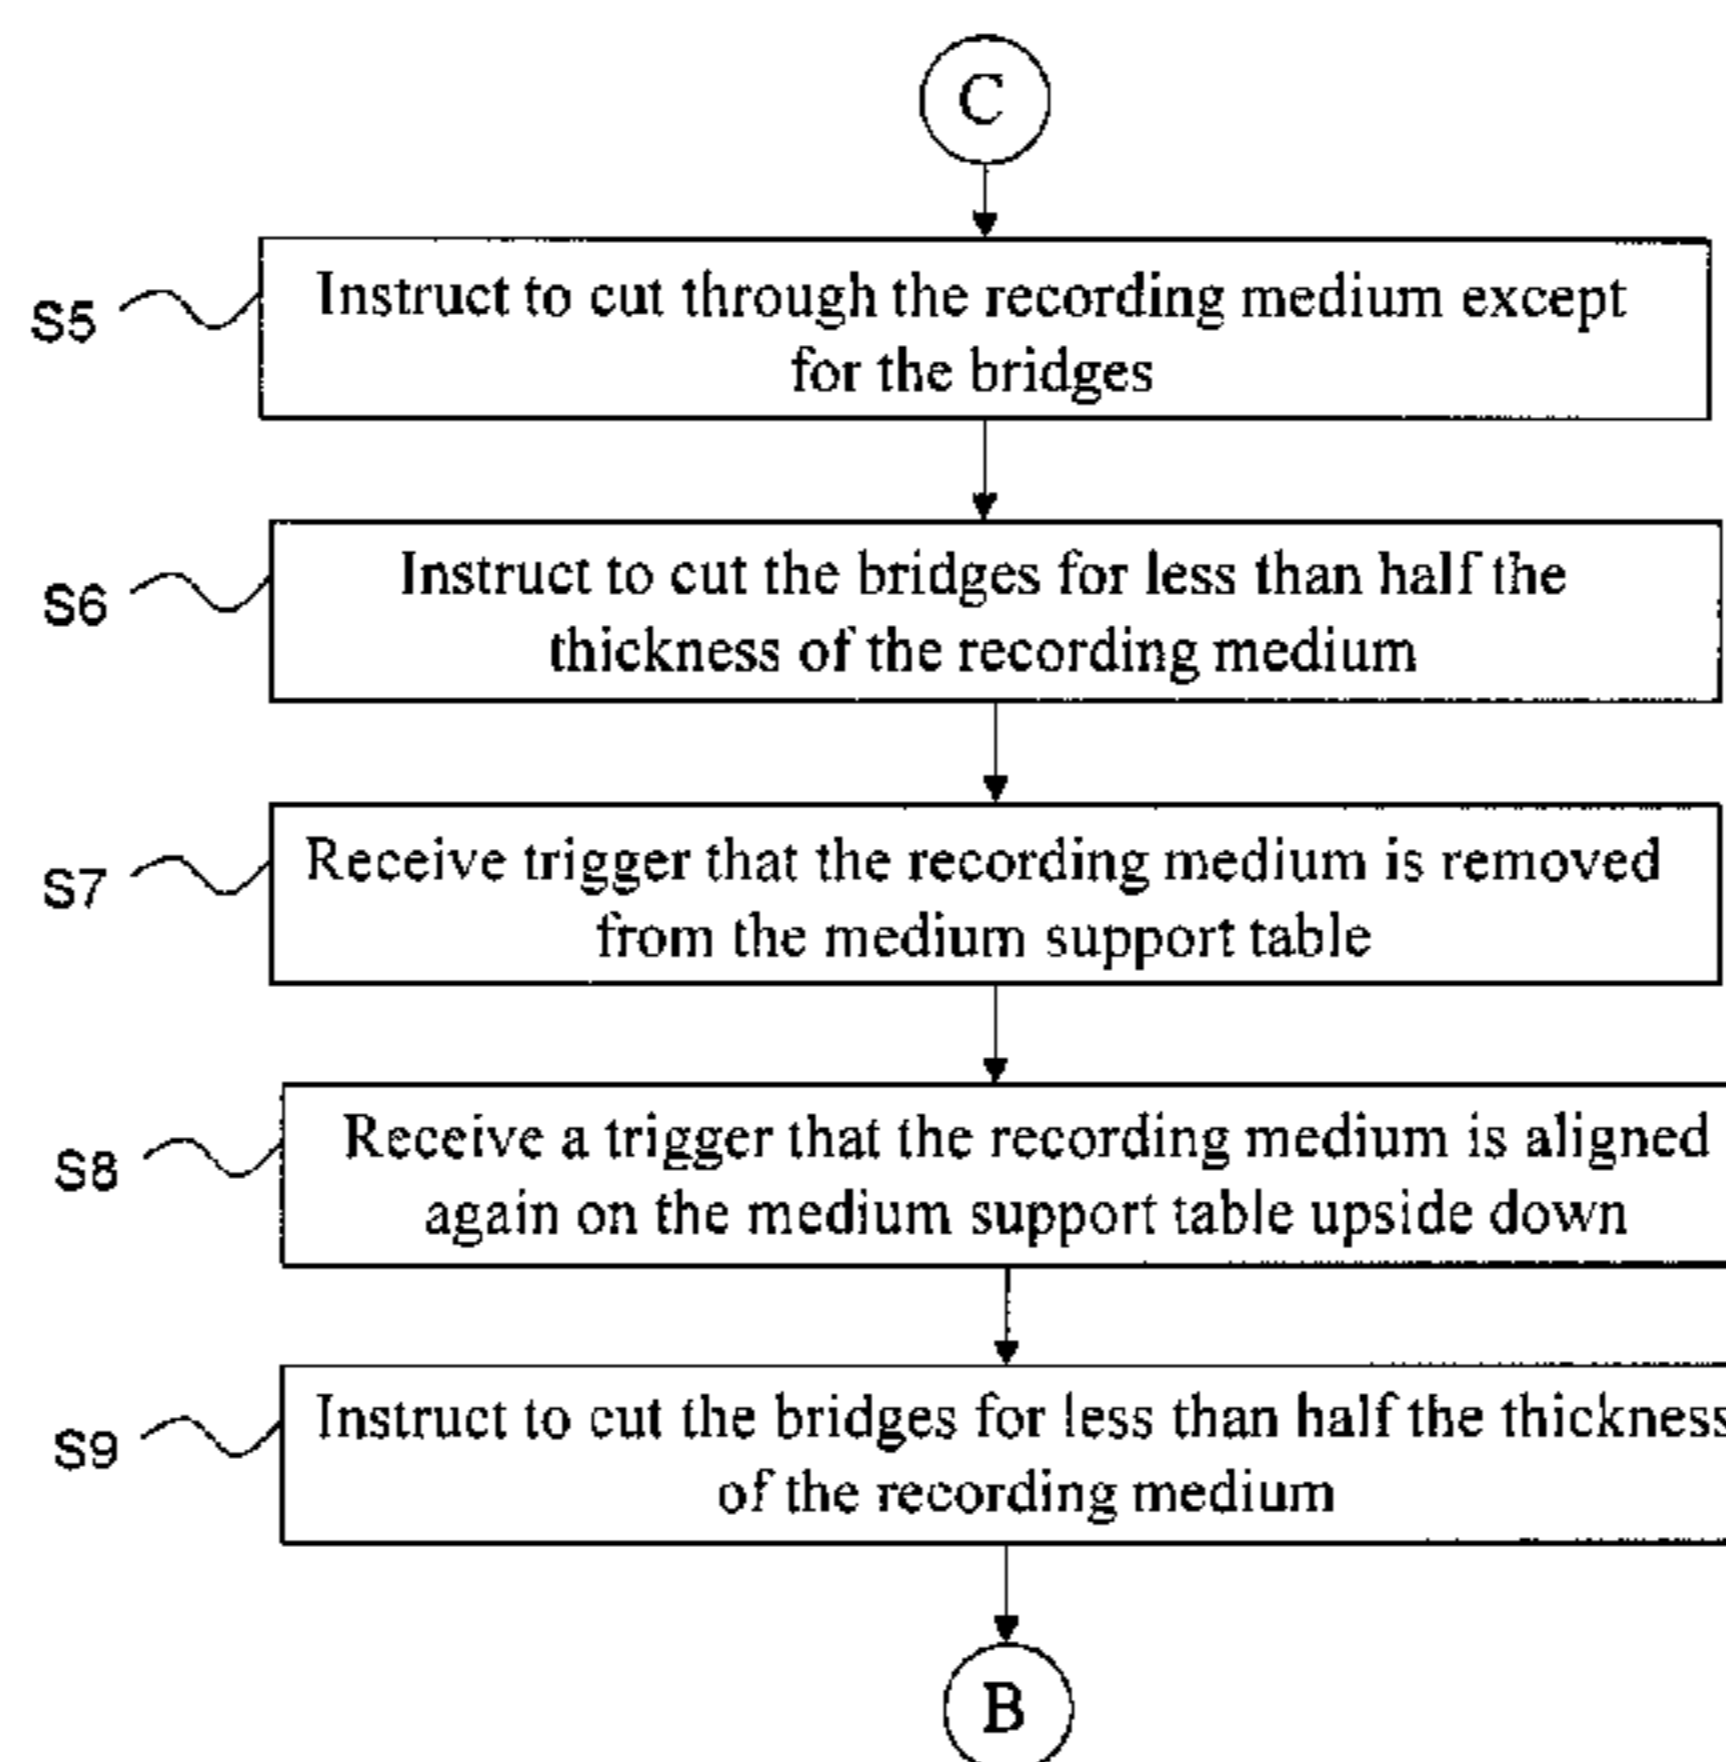 C
S5
Instruct to cut through the recording medium except
for the bridges
S6
Instruct to cut the bridges for less than half the
thickness of the recording medium
S7
Receive trigger that the recording medium is removed
from the medium support table
S8
Receive a trigger that the recording medium is aligned
again on the medium support table upside down
S9
Instruct to cut the bridges for less than half the thickness
of the recording medium
B